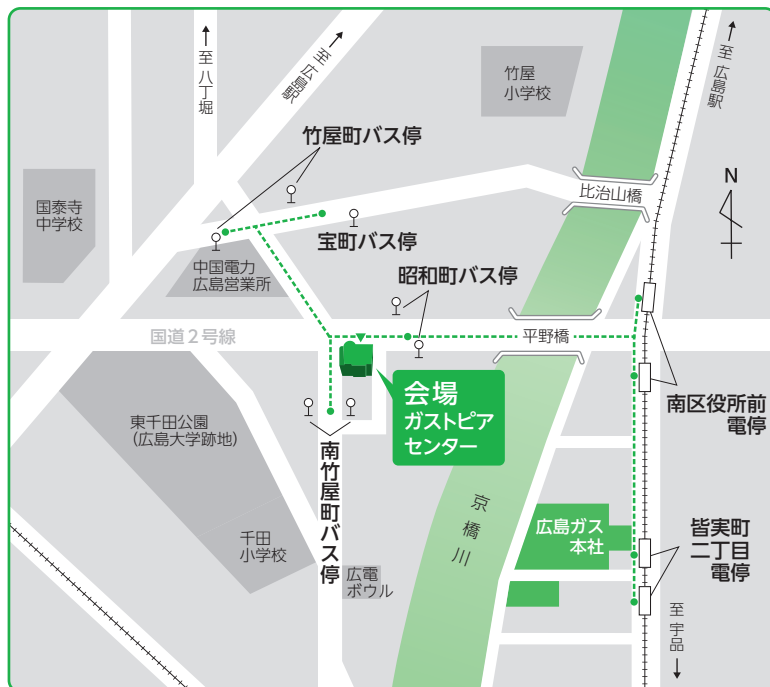 至 八丁堀
至 広島駅
竹屋
小学校
至 広島駅
竹屋町バス停
N
比治山橋
国泰寺
中学校
宝町バス停
中国電力
広島営業所
昭和町バス停
国道2号線
平野橋
会場
ガストピア
センター
南区役所前
電停
東千田公園
(広島大学跡地)
南竹屋町バス停
京橋川
広島ガス
本社
皆実町
二丁目
電停
千田
小学校
広電
ボウル
至 宇品